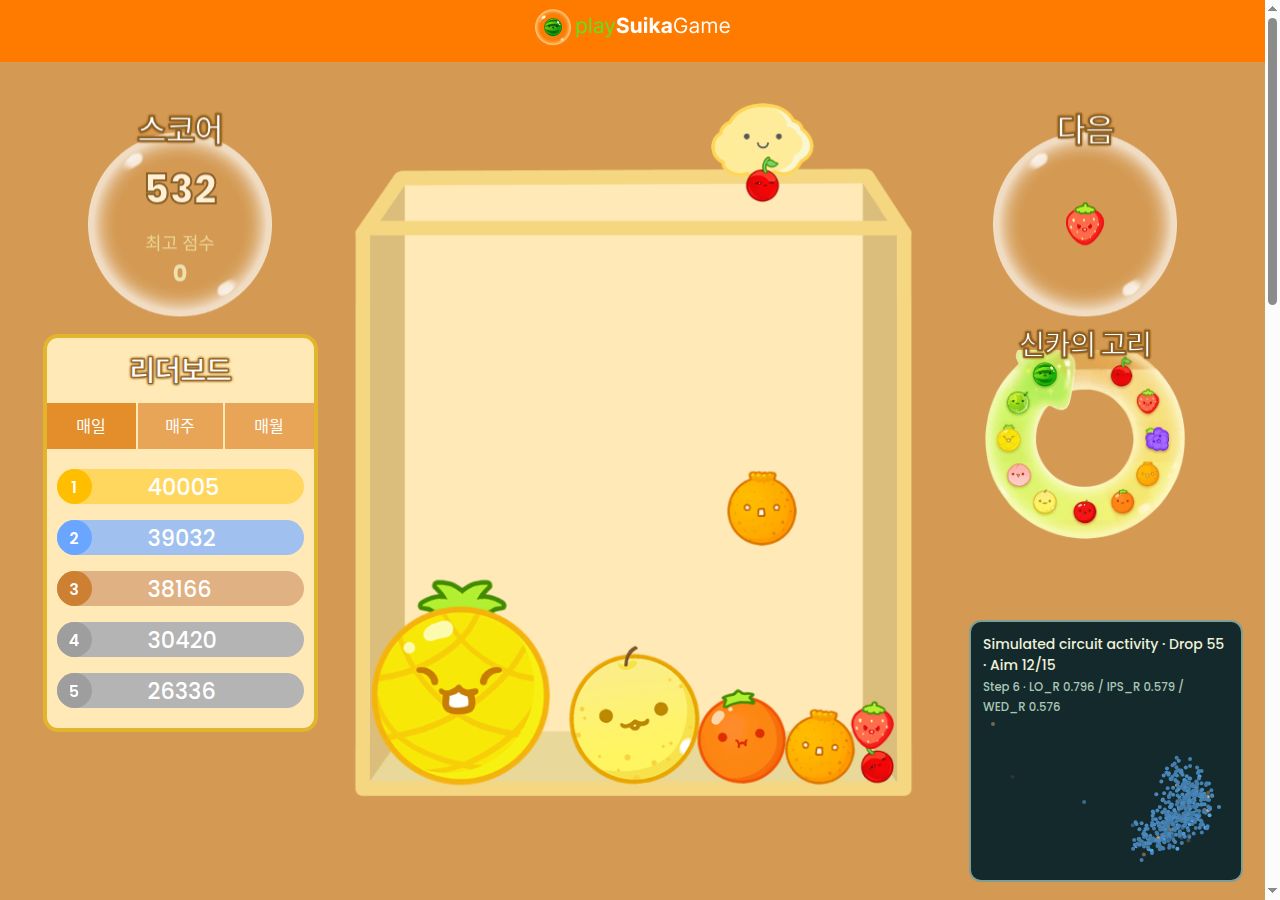 playSuikaGame
스코어
532
최고 점수
0
다음
신카의 고리
리더보드
매일 매주 매월
1 40005
2 39032
3 38166
4 30420
5 26336
Simulated circuit activity · Drop 55
· Aim 12/15
Step 6 · LO_R 0.796 / IPS_R 0.579 /
WED_R 0.576